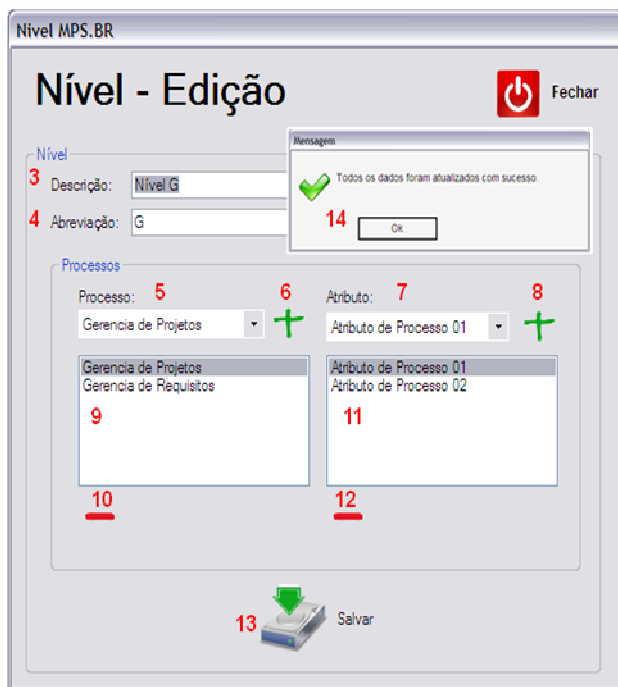 Nivel MPS.BR
Nível - Edição
Fechar
Mensagem
Todos os dados foram atualizados com sucesso.
14
Ok
Nível
3 Descrição: Nível G
4 Abreviação: G
Processos
Processo: 5 6 Atributo: 7 8
Gerencia de Projetos Atributo de Processo 01
Gerencia de Projetos Atributo de Processo 01
Gerencia de Requisitos Atributo de Processo 02
9 11
10 12
13 Salvar